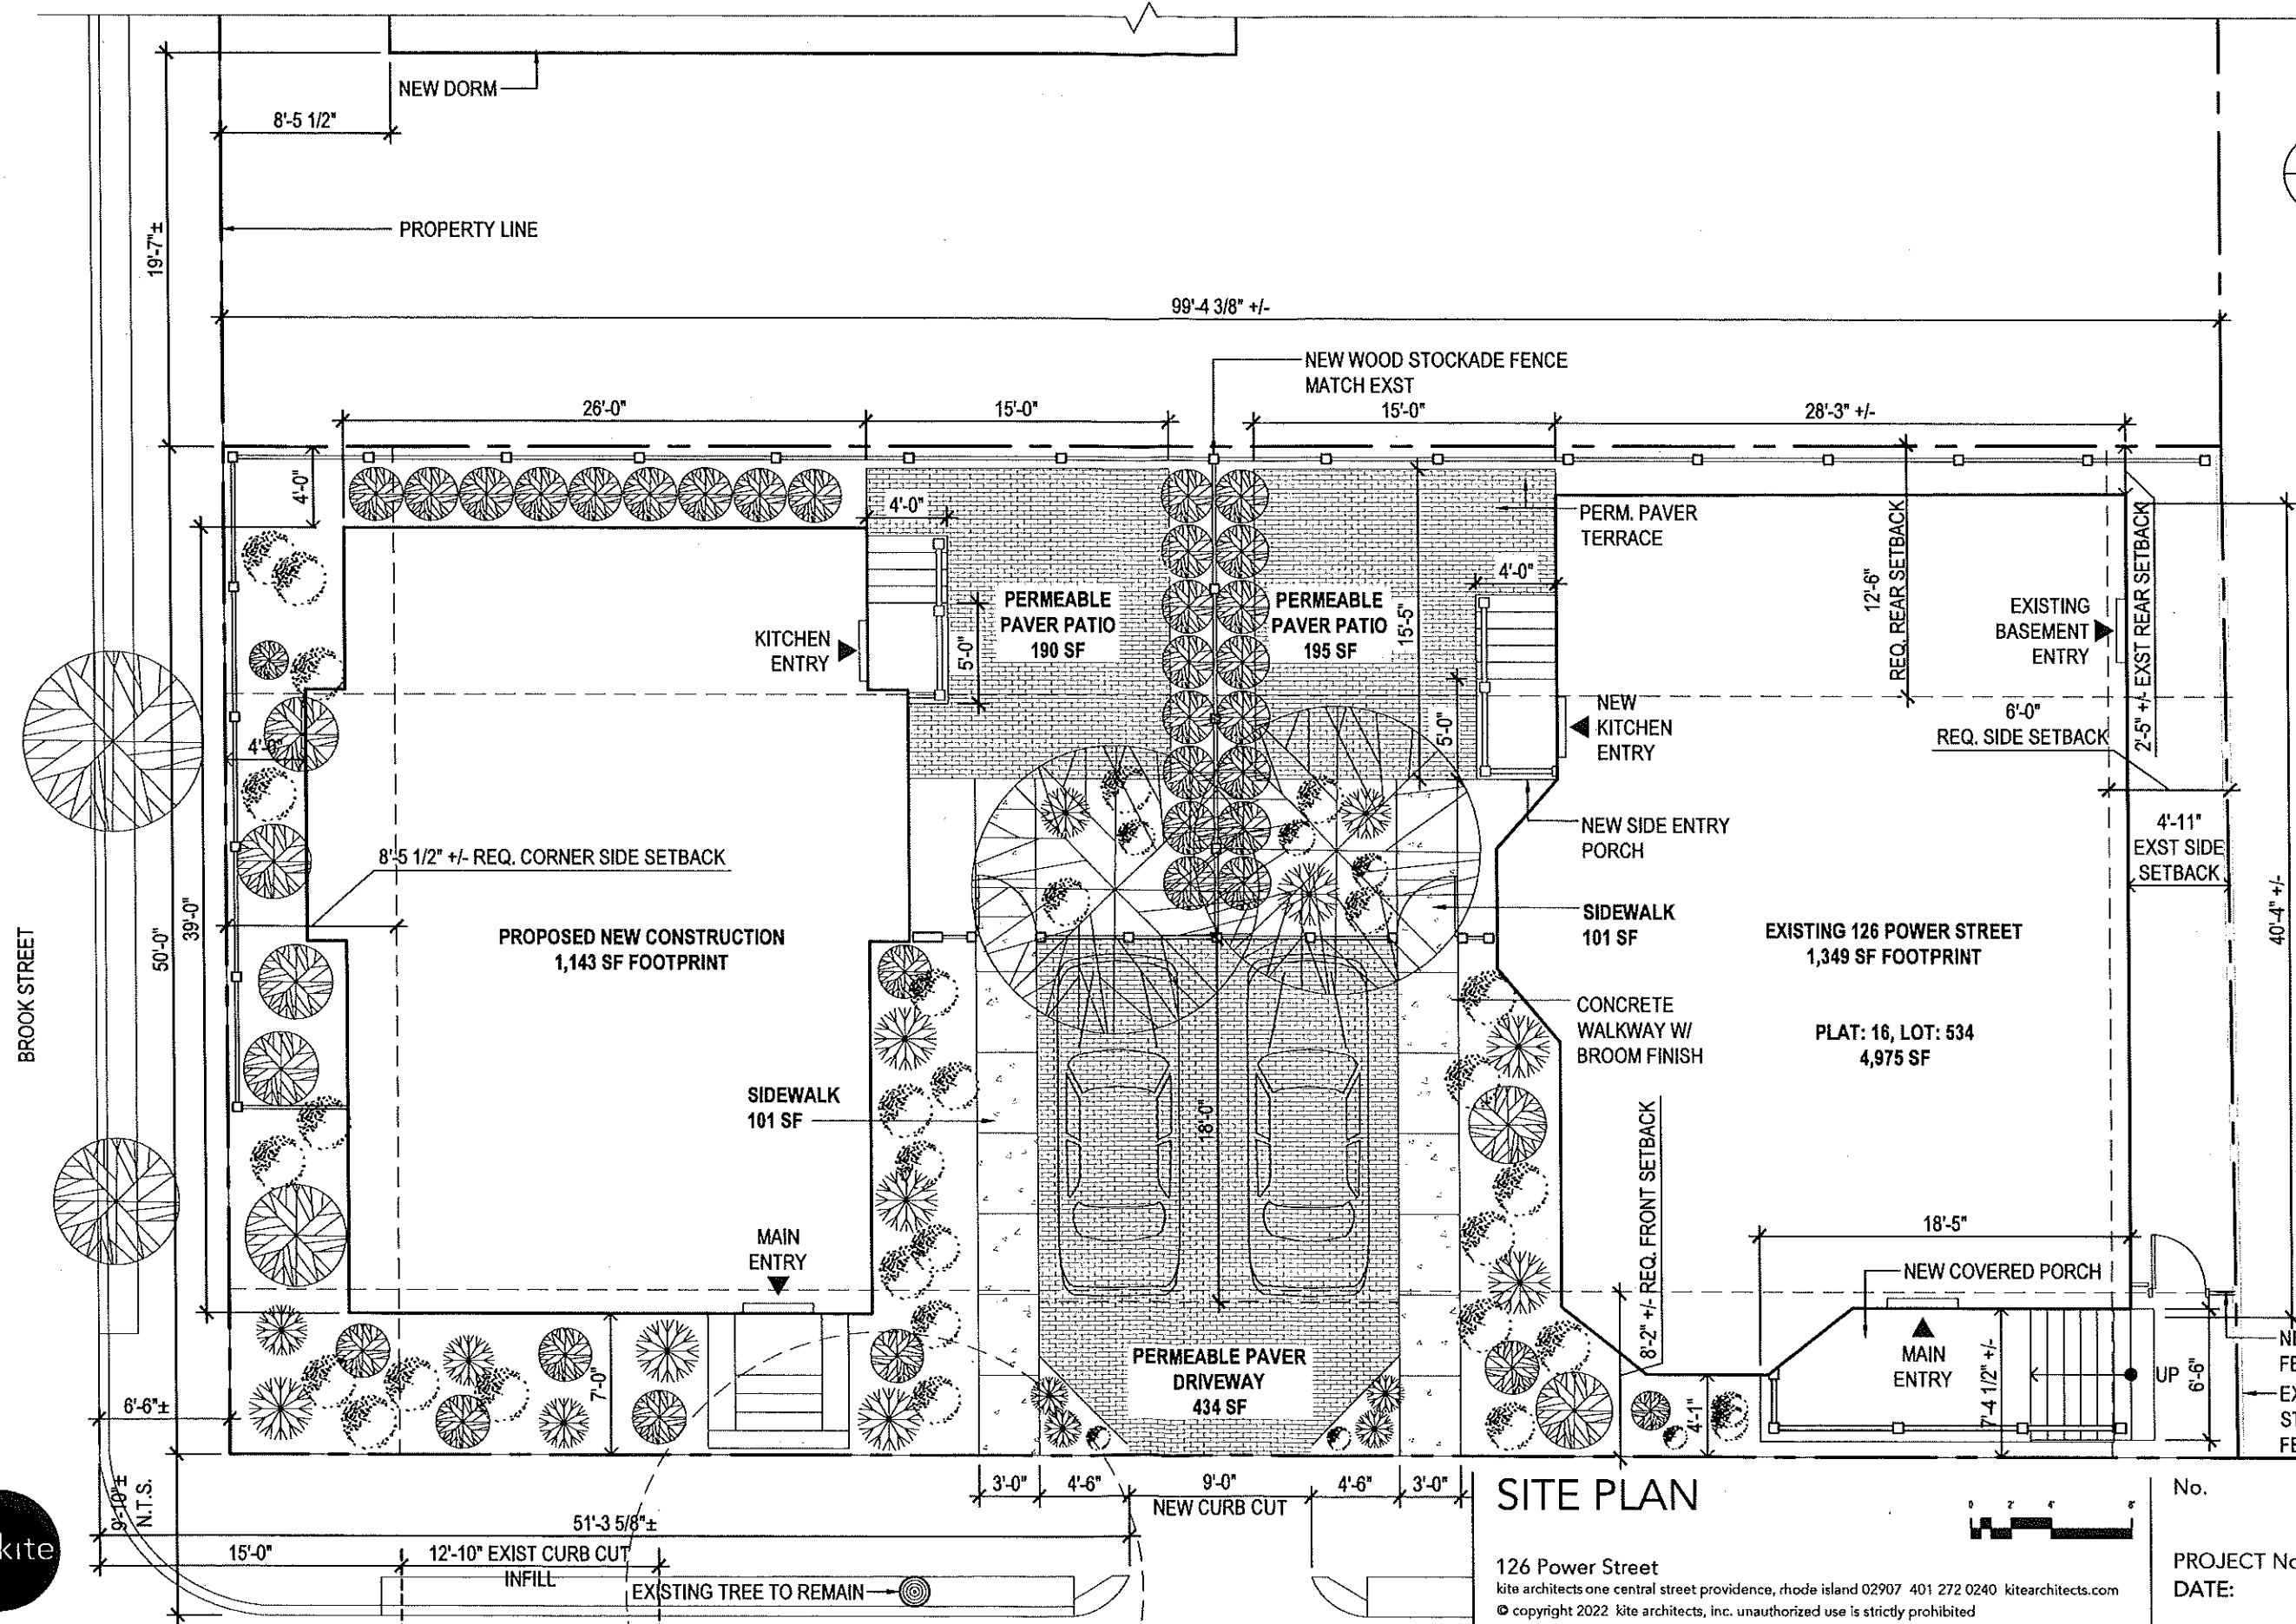 NEW DORM
8'-5 1/2"
PROPERTY LINE
19'-7"±
99'-4 3/8" +/-
NEW WOOD STOCKADE FENCE
MATCH EXST
26'-0"
15'-0"
15'-0"
28'-3" +/-
4'-0"
4'-0"
PERM. PAVER
TERRACE
4'-0"
12'-6"
REQ. REAR SETBACK
2'-5" +/- EXST REAR SETBACK
PERMEABLE
PAVER PATIO
190 SF
PERMEABLE
PAVER PATIO
195 SF
15'-5"
KITCHEN
ENTRY
5'-0"
EXISTING
BASEMENT
ENTRY
NEW
KITCHEN
ENTRY
5'-0"
6'-0"
REQ. SIDE SETBACK
4'-0"
NEW SIDE ENTRY
PORCH
4'-11"
EXST SIDE
SETBACK
8'-5 1/2" +/- REQ. CORNER SIDE SETBACK
39'-0"
50'-0"
BROOK STREET
PROPOSED NEW CONSTRUCTION
1,143 SF FOOTPRINT
SIDEWALK
101 SF
EXISTING 126 POWER STREET
1,349 SF FOOTPRINT
40'-4" +/-
CONCRETE
WALKWAY W/
BROOM FINISH
PLAT: 16, LOT: 534
4,975 SF
SIDEWALK
101 SF
18'-0"
8'-2" +/- REQ. FRONT SETBACK
MAIN
ENTRY
18'-5"
NEW COVERED PORCH
PERMEABLE PAVER
DRIVEWAY
434 SF
7'-0"
MAIN
ENTRY
7'-4 1/2" +/-
UP
6'-6"
4'-1"
6'-6"±
9'-10"±
N.T.S.
3'-0"
4'-6"
9'-0"
4'-6"
3'-0"
NEW CURB CUT
51'-3 5/8"±
15'-0"
12'-10" EXIST CURB CUT
INFILL
EXISTING TREE TO REMAIN
kite
SITE PLAN
0 2' 4' 8'
No.
126 Power Street
kite architects one central street providence, rhode island 02907 401 272 0240 kitearchitects.com
© copyright 2022 kite architects, inc. unauthorized use is strictly prohibited
PROJECT No
DATE: